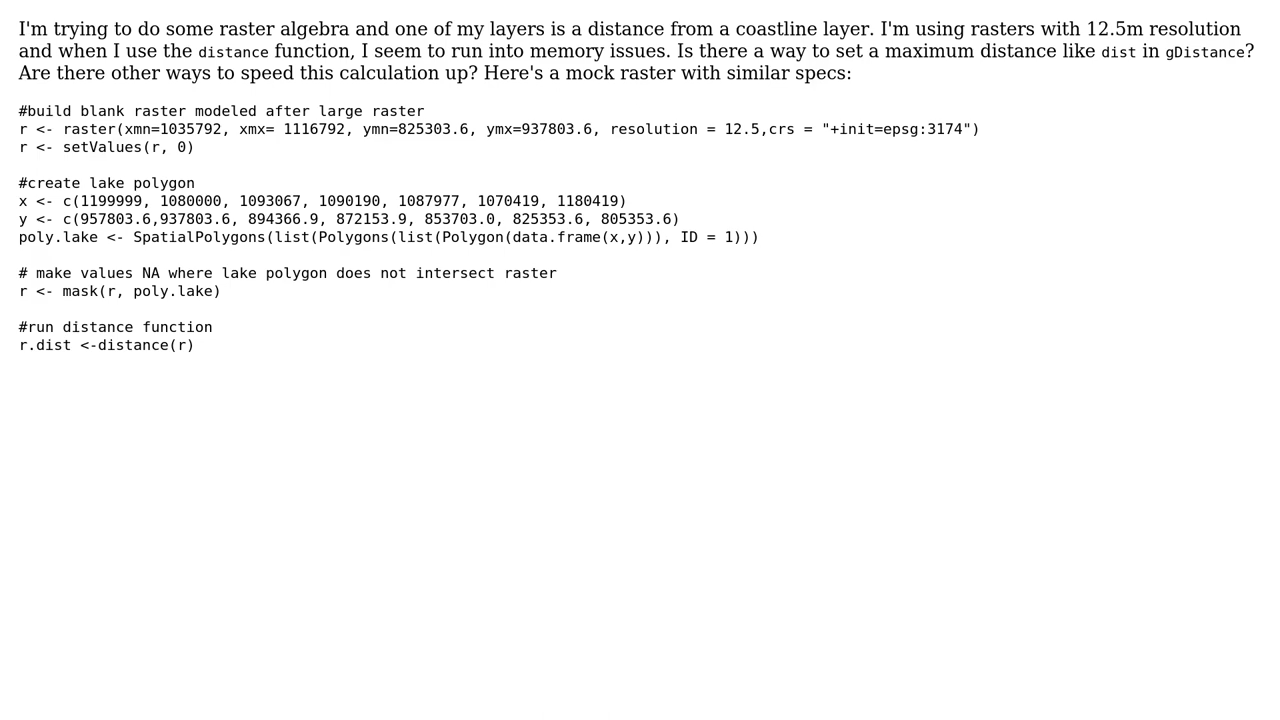 I'm trying to do some raster algebra and one of my layers is a distance from a coastline layer. I'm using rasters with 12.5m resolution
and when I use the distance function, I seem to run into memory issues. Is there a way to set a maximum distance like dist in gDistance?
Are there other ways to speed this calculation up? Here's a mock raster with similar specs:
#build blank raster modeled after large raster
r <- raster(xmn=1035792, xmx= 1116792, ymn=825303.6, ymx=937803.6, resolution = 12.5,crs = "+init=epsg:3174")
r <- setValues(r, 0)
#create lake polygon
x <- c(1199999, 1080000, 1093067, 1090190, 1087977, 1070419, 1180419)
y <- c(957803.6,937803.6, 894366.9, 872153.9, 853703.0, 825353.6, 805353.6)
poly.lake <- SpatialPolygons(list(Polygons(list(Polygon(data.frame(x,y))), ID = 1)))
# make values NA where lake polygon does not intersect raster
r <- mask(r, poly.lake)
#run distance function
r.dist <-distance(r)